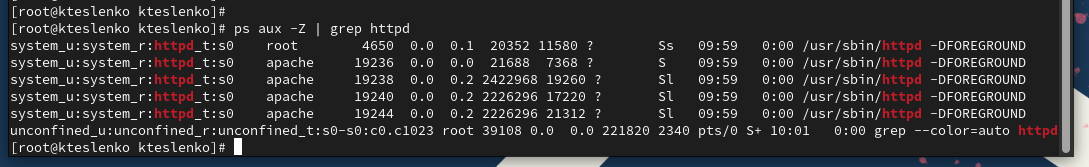 [root@kteslenko kteslenko]#
[root@kteslenko kteslenko]# ps aux -Z | grep httpd
system_u:system_r:httpd_t:s0    root        4650  0.0  0.1  20352 11580 ?        Ss   09:59   0:00 /usr/sbin/httpd -DFOREGROUND
system_u:system_r:httpd_t:s0    apache     19236  0.0  0.0  21688  7368 ?        S    09:59   0:00 /usr/sbin/httpd -DFOREGROUND
system_u:system_r:httpd_t:s0    apache     19238  0.0  0.2 2422968 19260 ?       Sl   09:59   0:00 /usr/sbin/httpd -DFOREGROUND
system_u:system_r:httpd_t:s0    apache     19240  0.0  0.2 2226296 17220 ?       Sl   09:59   0:00 /usr/sbin/httpd -DFOREGROUND
system_u:system_r:httpd_t:s0    apache     19244  0.0  0.2 2226296 21312 ?       Sl   09:59   0:00 /usr/sbin/httpd -DFOREGROUND
unconfined_u:unconfined_r:unconfined_t:s0-s0:c0.c1023 root 39108 0.0  0.0 221820 2340 pts/0 S+ 10:01   0:00 grep --color=auto httpd
[root@kteslenko kteslenko]#